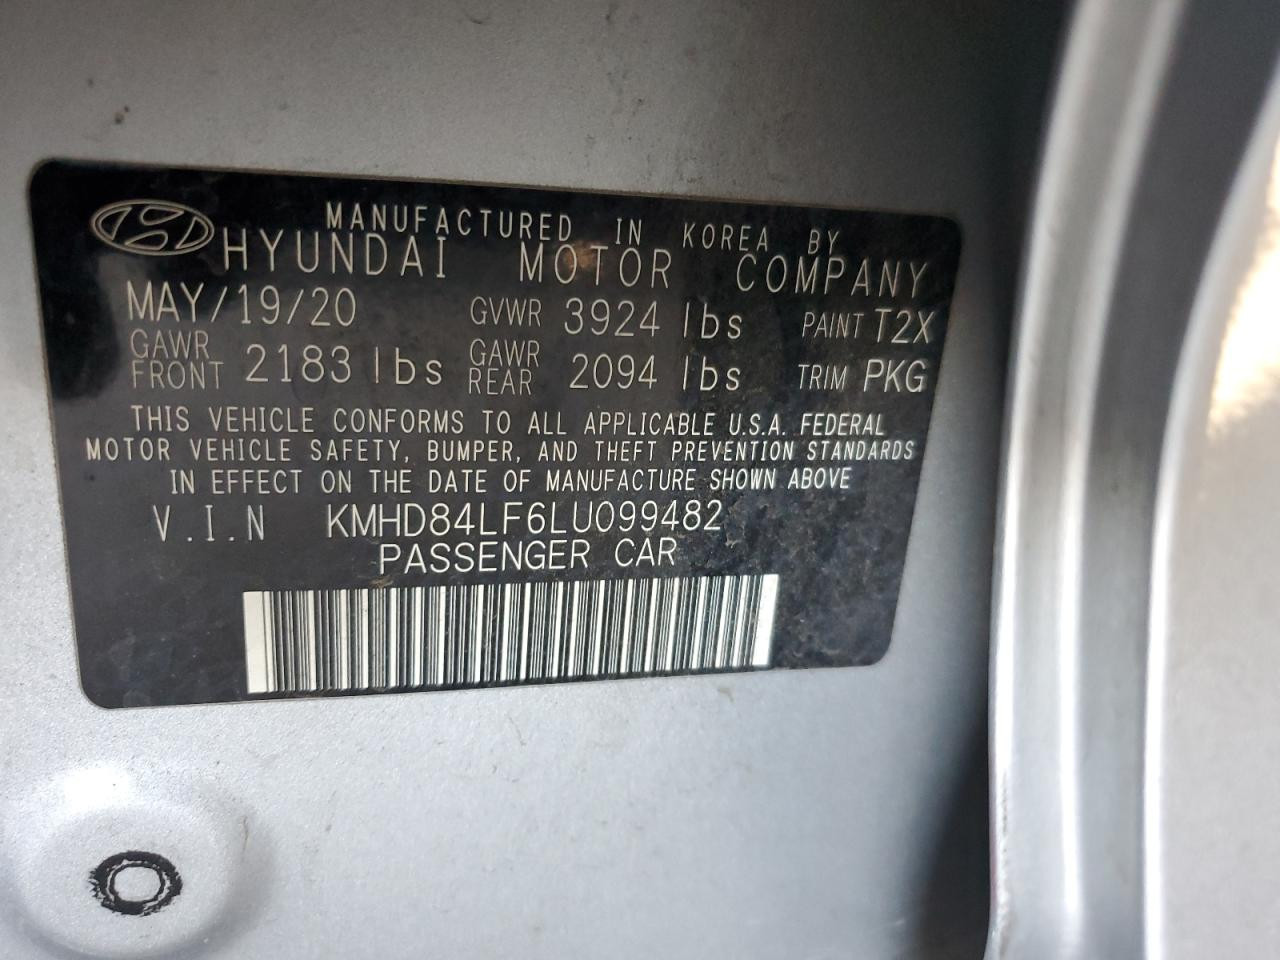 MANUFACTURED IN KOREA BY
HYUNDAI MOTOR COMPANY
MAY/19/20 GVWR 3924 lbs PAINT T2X
GAWR FRONT 2183 lbs GAWR REAR 2094 lbs TRIM PKG
THIS VEHICLE CONFORMS TO ALL APPLICABLE U.S.A. FEDERAL
MOTOR VEHICLE SAFETY, BUMPER, AND THEFT PREVENTION STANDARDS
IN EFFECT ON THE DATE OF MANUFACTURE SHOWN ABOVE
V.I.N KMHD84LF6LU099482
PASSENGER CAR